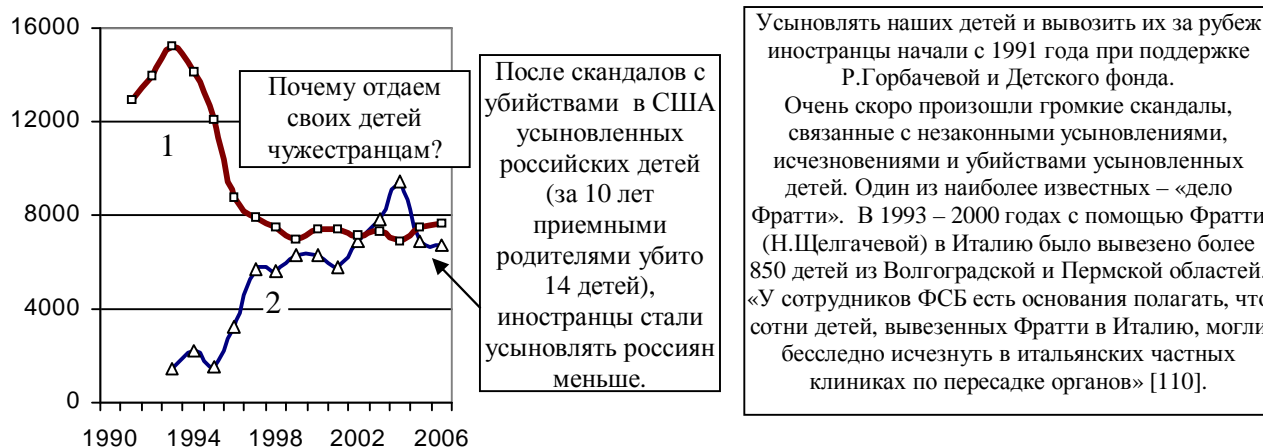 16000
12000
8000
4000
0
1990 1994 1998 2002 2006
1
2
Почему отдаем
своих детей
чужестранцам?
После скандалов с
убийствами в США
усыновленных
российских детей
(за 10 лет
приемными
родителями убито
14 детей),
иностранцы стали
усыновлять россиян
меньше.
Усыновлять наших детей и вывозить их за рубеж
иностранцы начали с 1991 года при поддержке
Р.Горбачевой и Детского фонда.
Очень скоро произошли громкие скандалы,
связанные с незаконными усыновлениями,
исчезновениями и убийствами усыновленных
детей. Один из наиболее известных – «дело
Фратти». В 1993 – 2000 годах с помощью Фратти
(Н.Щелгачевой) в Италию было вывезено более
850 детей из Волгоградской и Пермской областей.
«У сотрудников ФСБ есть основания полагать, что
сотни детей, вывезенных Фратти в Италию, могли
бесследно исчезнуть в итальянских частных
клиниках по пересадке органов» [110].